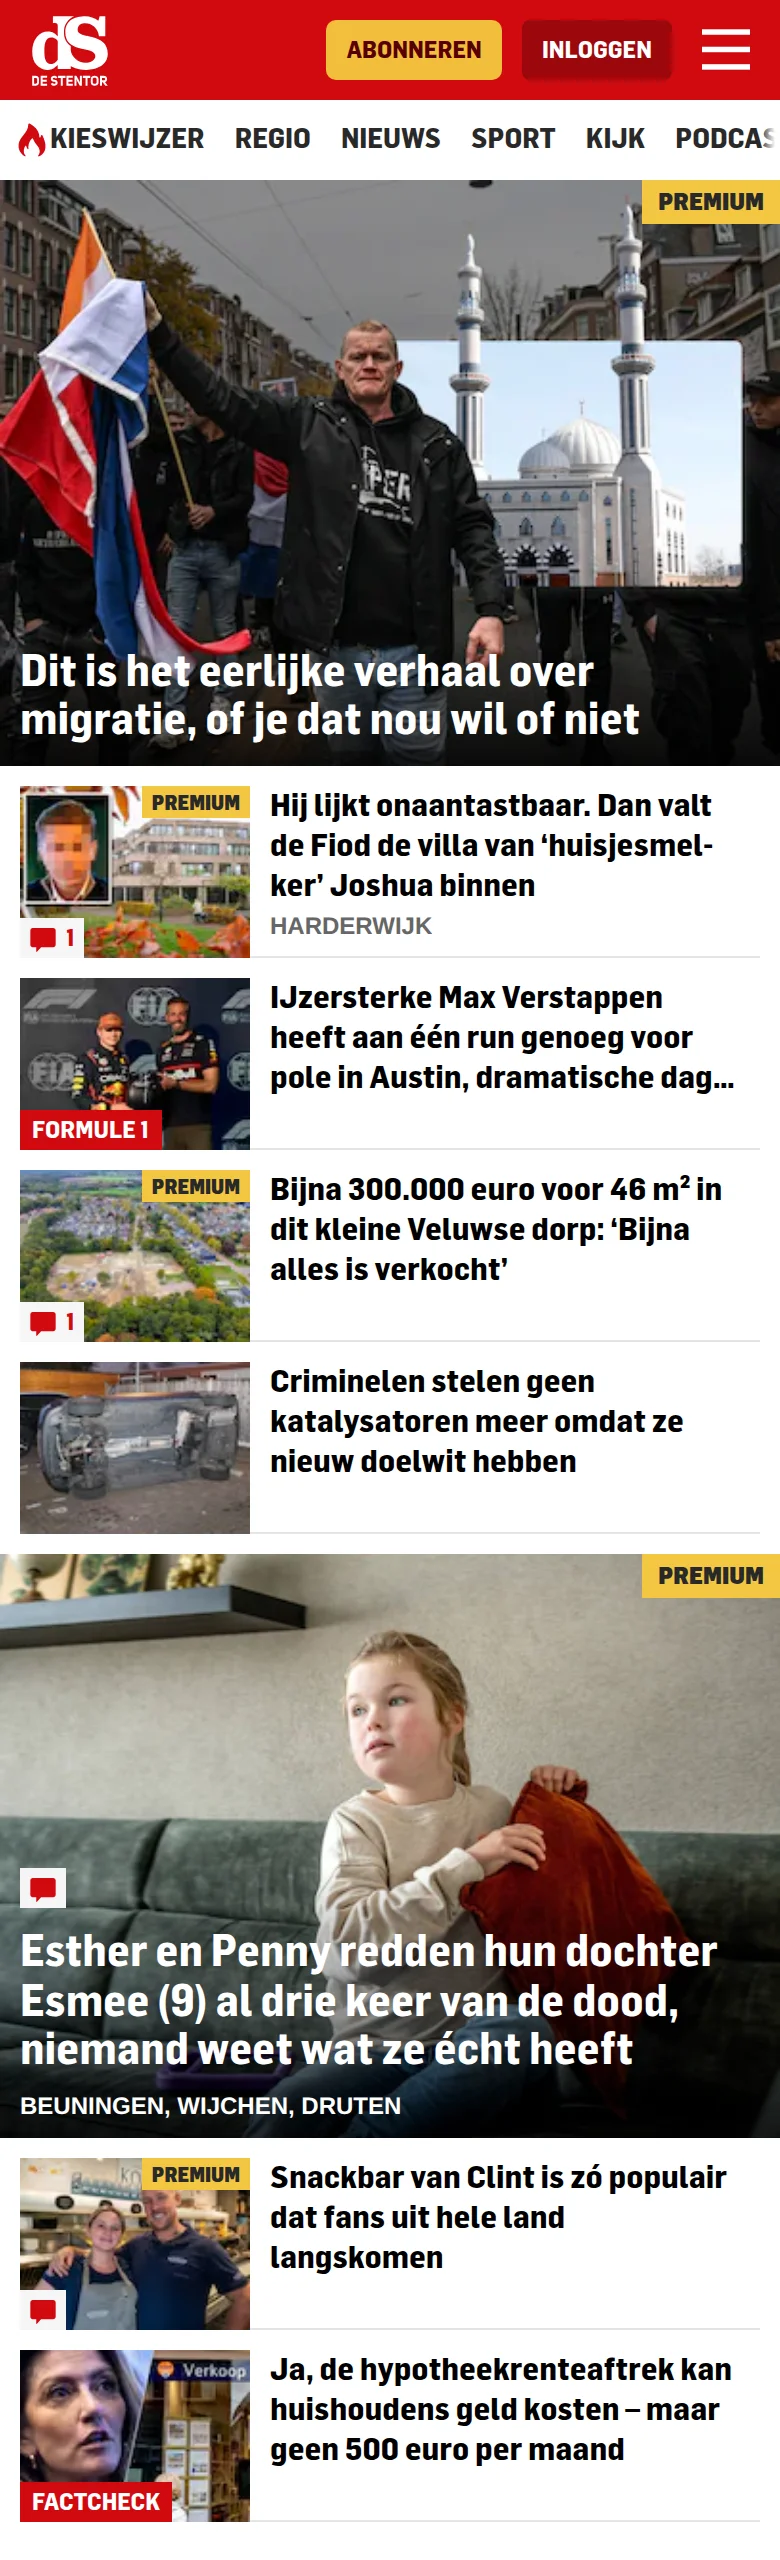 dS
DE STENTOR
ABONNEREN
INLOGGEN
KIESWIJZER REGIO NIEUWS SPORT KIJK PODCAS
PREMIUM
Dit is het eerlijke verhaal over
migratie, of je dat nou wil of niet
PREMIUM
1
Hij lijkt onaantastbaar. Dan valt
de Fiod de villa van ‘huisjesmel-
ker’ Joshua binnen
HARDERWIJK
FORMULE 1
IJzersterke Max Verstappen
heeft aan één run genoeg voor
pole in Austin, dramatische dag...
PREMIUM
1
Bijna 300.000 euro voor 46 m² in
dit kleine Veluwse dorp: ‘Bijna
alles is verkocht’
Criminelen stelen geen
katalysatoren meer omdat ze
nieuw doelwit hebben
PREMIUM
Esther en Penny redden hun dochter
Esmee (9) al drie keer van de dood,
niemand weet wat ze écht heeft
BEUNINGEN, WIJCHEN, DRUTEN
PREMIUM
Snackbar van Clint is zó populair
dat fans uit hele land
langskomen
Verkoop
FACTCHECK
Ja, de hypotheekrenteaftrek kan
huishoudens geld kosten – maar
geen 500 euro per maand